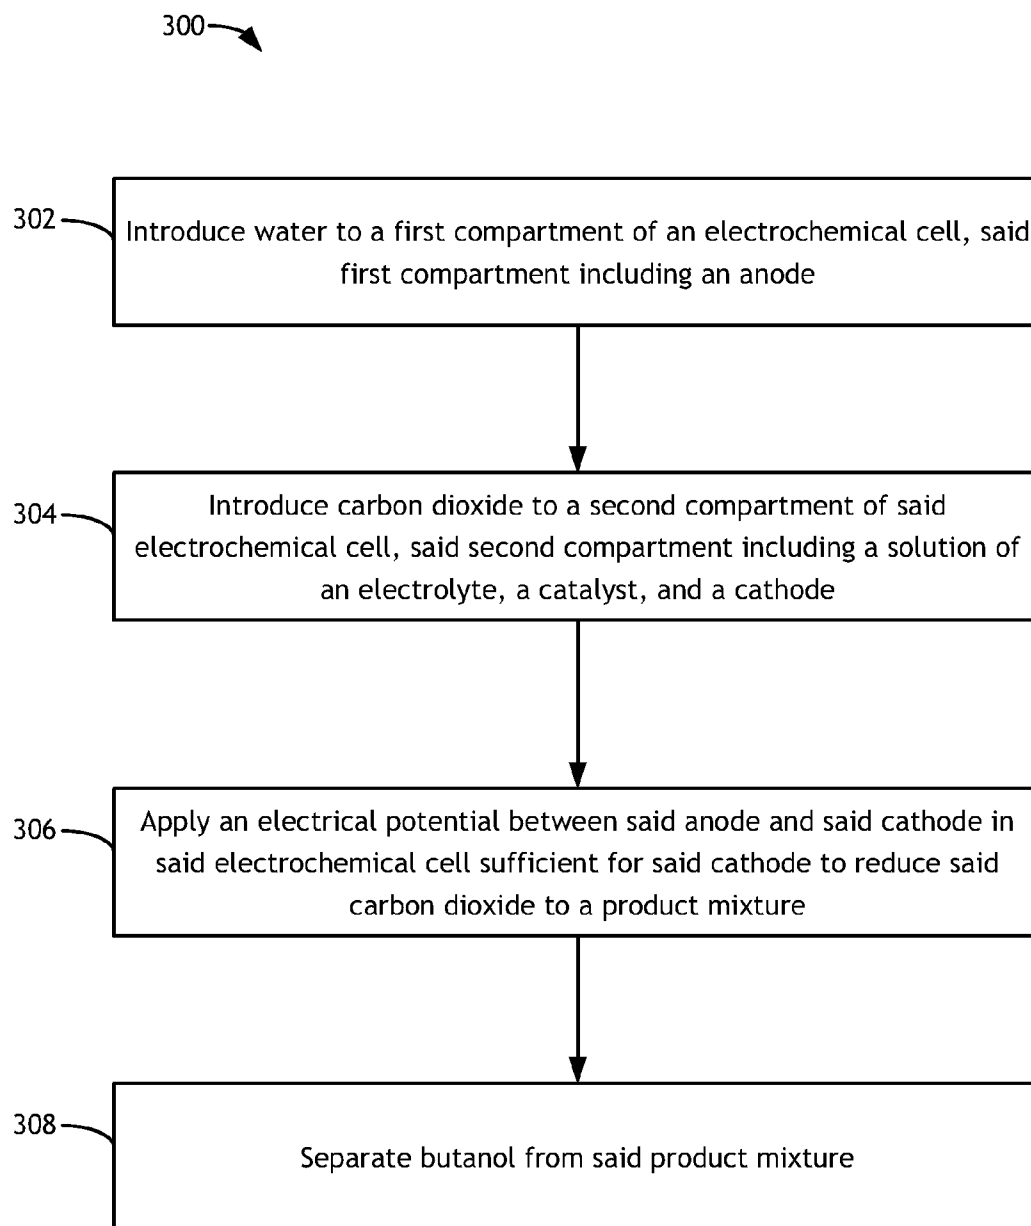 300
302
Introduce water to a first compartment of an electrochemical cell, said
first compartment including an anode
304
Introduce carbon dioxide to a second compartment of said
electrochemical cell, said second compartment including a solution of
an electrolyte, a catalyst, and a cathode
306
Apply an electrical potential between said anode and said cathode in
said electrochemical cell sufficient for said cathode to reduce said
carbon dioxide to a product mixture
308
Separate butanol from said product mixture